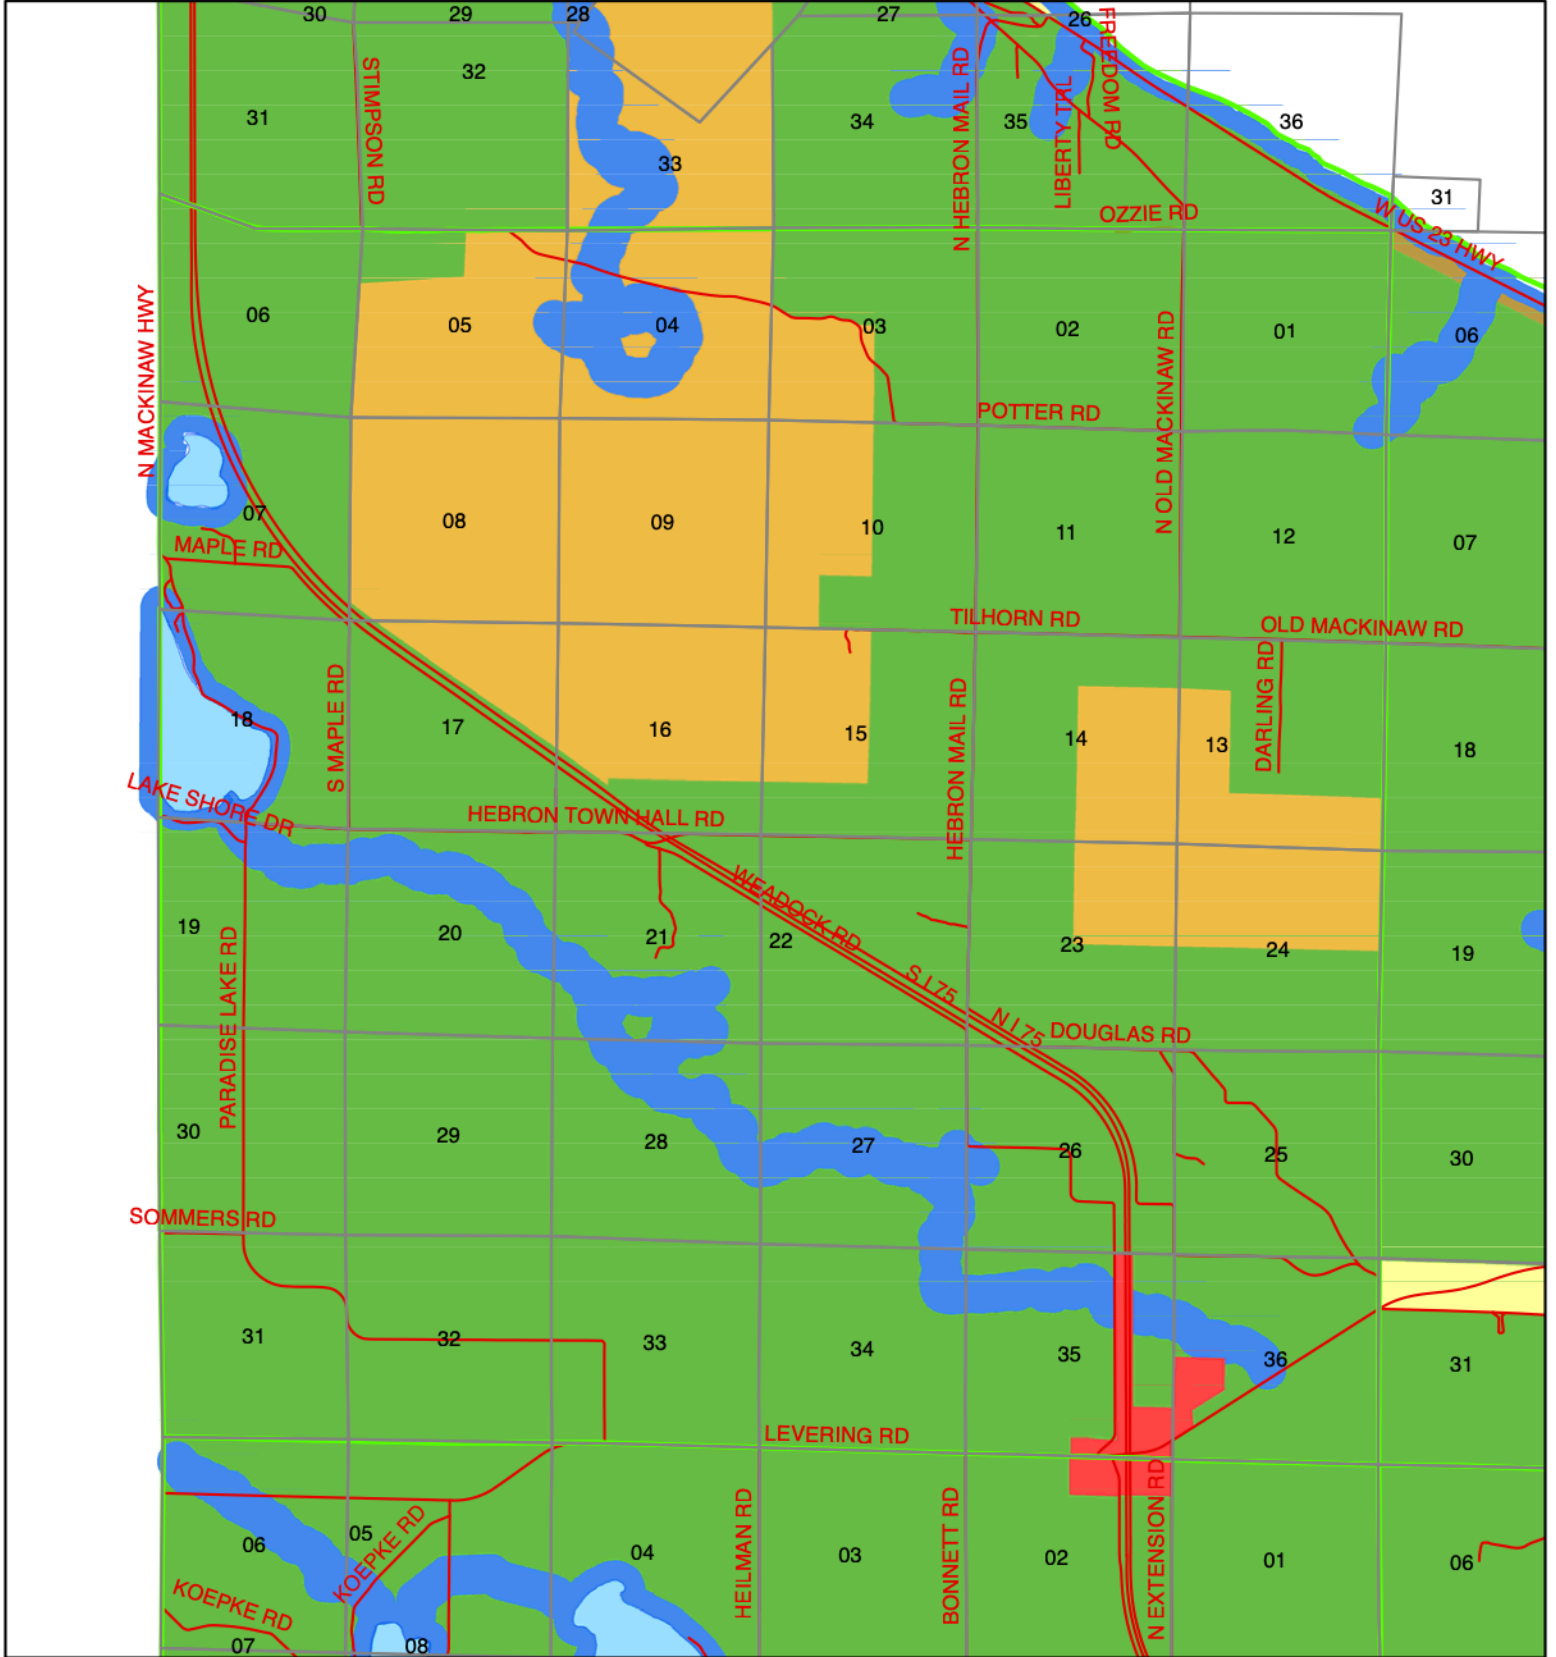 30
29
28
27
26
FREEDOM RD
32
STIMPSON RD
31
N HEBRON MAIL RD
34
35
LIBERTY TRL
36
33
31
OZZIE RD
W US 23 HWY
N MACKINAW HWY
06
05
04
03
02
N OLD MACKINAW RD
01
06
POTTER RD
07
08
09
10
11
12
07
MAPLE RD
TILHORN RD
OLD MACKINAW RD
18
S MAPLE RD
17
16
15
HEBRON MAIL RD
14
13
DARLING RD
18
LAKE SHORE DR
HEBRON TOWN HALL RD
WEADOCK RD
19
20
21
22
23
24
19
PARADISE LAKE RD
S I 75
N I 75
DOUGLAS RD
30
29
28
27
26
25
30
SOMMERS RD
31
32
33
34
35
36
31
LEVERING RD
06
05
KOEPKE RD
04
HEILMAN RD
03
BONNETT RD
02
N EXTENSION RD
01
06
KOEPKE RD
07
08